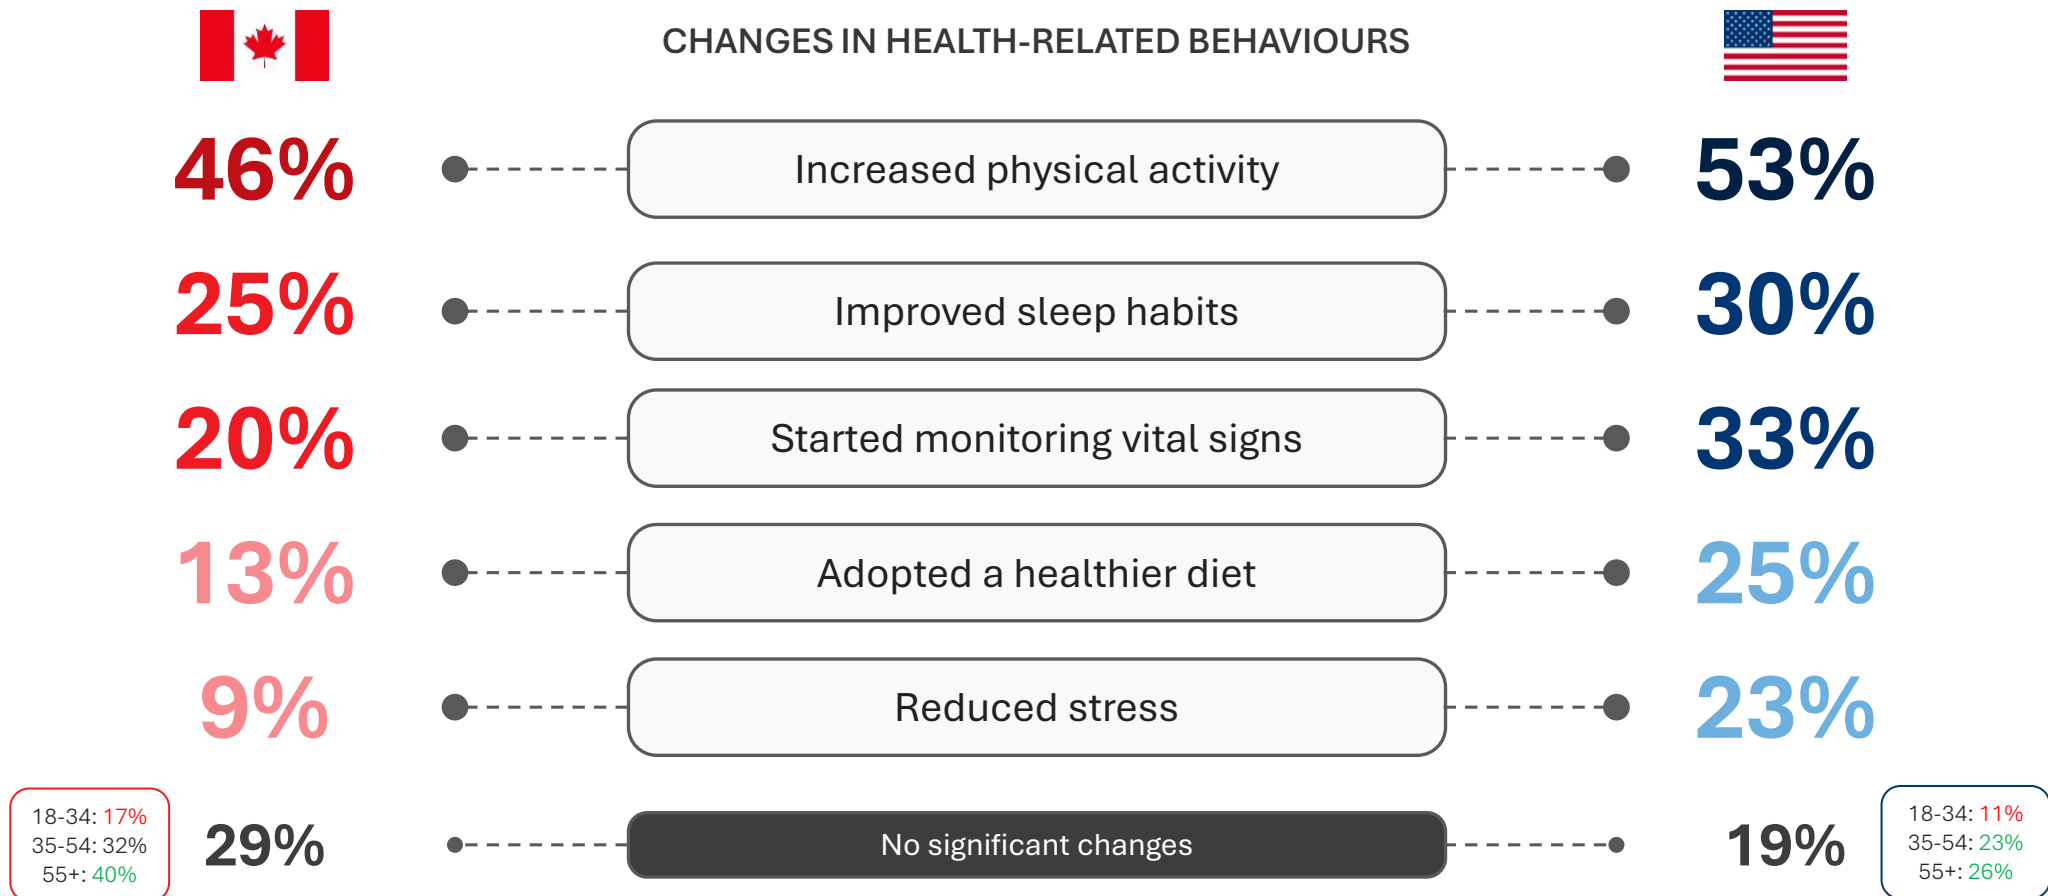 CHANGES IN HEALTH-RELATED BEHAVIOURS
46% Increased physical activity 53%
25% Improved sleep habits 30%
20% Started monitoring vital signs 33%
13% Adopted a healthier diet 25%
9% Reduced stress 23%
18-34: 17%
35-54: 32%
55+: 40%
29% No significant changes 19%
18-34: 11%
35-54: 23%
55+: 26%